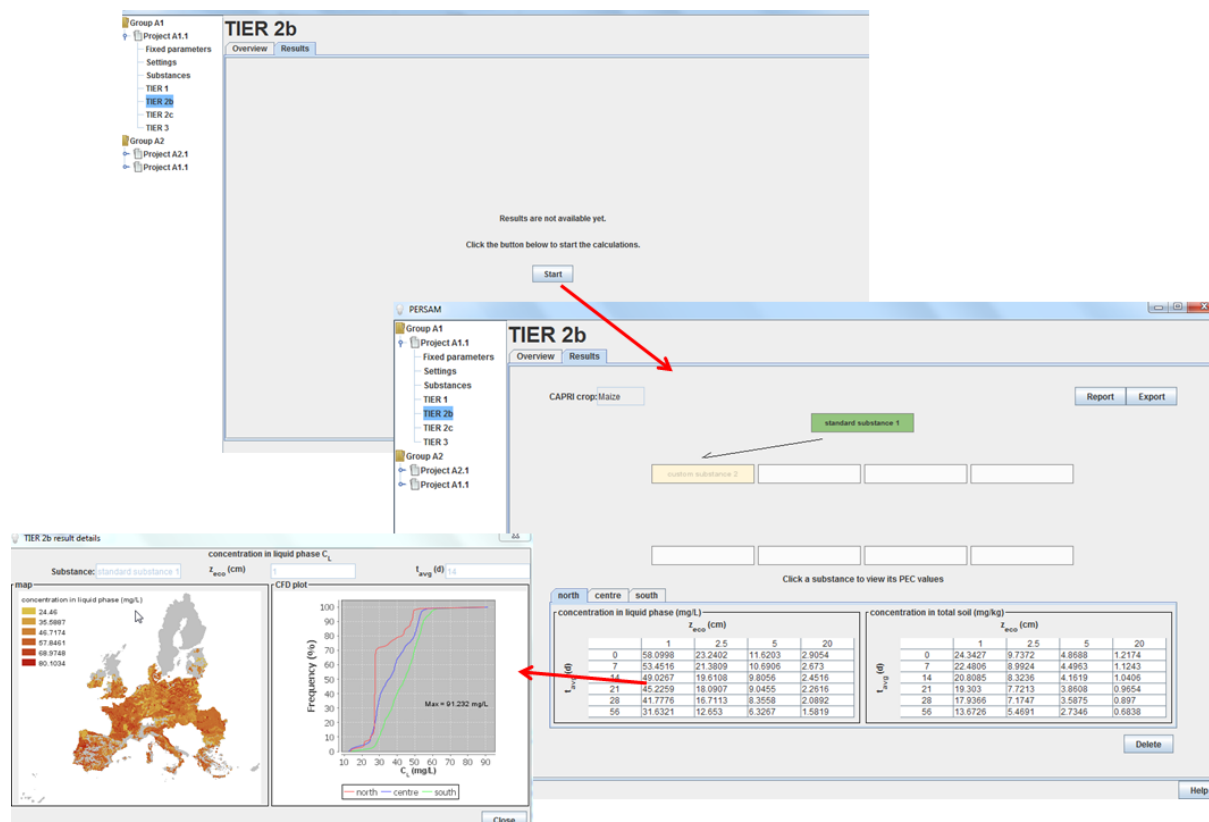 Group A1
Project A1.1
Fixed parameters
Settings
Substances
TIER 1
TIER 2b
TIER 2c
TIER 3
Group A2
Project A2.1
Project A1.1
TIER 2b
Overview Results
Results are not available yet.
Click the button below to start the calculations.
Start
PERSAM
Group A1
Project A1.1
Fixed parameters
Settings
Substances
TIER 1
TIER 2b
TIER 2c
TIER 3
Group A2
Project A2.1
Project A1.1
TIER 2b
Overview Results
CAPRI crop: Maize
Report Export
standard substance 1
custom substance 2
Click a substance to view its PEC values
north centre south
concentration in liquid phase (mg/L)
z eco (cm)
1 2.5 5 20
t avg (d)
0 58.0998 23.2402 11.6203 2.9054
7 53.4516 21.3809 10.6906 2.673
14 49.0267 19.6108 9.8056 2.4516
21 45.2259 18.0907 9.0455 2.2616
28 41.7776 16.7113 8.3558 2.0892
56 31.6321 12.653 6.3267 1.5819
concentration in total soil (mg/kg)
z eco (cm)
1 2.5 5 20
t avg (d)
0 24.3427 9.7372 4.8688 1.2174
7 22.4806 8.9924 4.4963 1.1243
14 20.8085 8.3236 4.1619 1.0406
21 19.303 7.7213 3.8608 0.9654
28 17.9366 7.1747 3.5875 0.897
56 13.6726 5.4691 2.7346 0.6838
Delete
Help
TIER 2b result details
concentration in liquid phase C L
Substance: standard substance 1 z eco (cm) 1 t avg (d) 14
map
concentration in liquid phase (mg/L)
24.46
35.5887
46.7174
57.8461
68.9748
80.1034
CFD plot
Frequency (%)
100
90
80
70
60
50
40
30
20
10
0
Max = 91.232 mg/L
10 20 30 40 50 60 70 80 90
C L (mg/L)
north centre south
Close